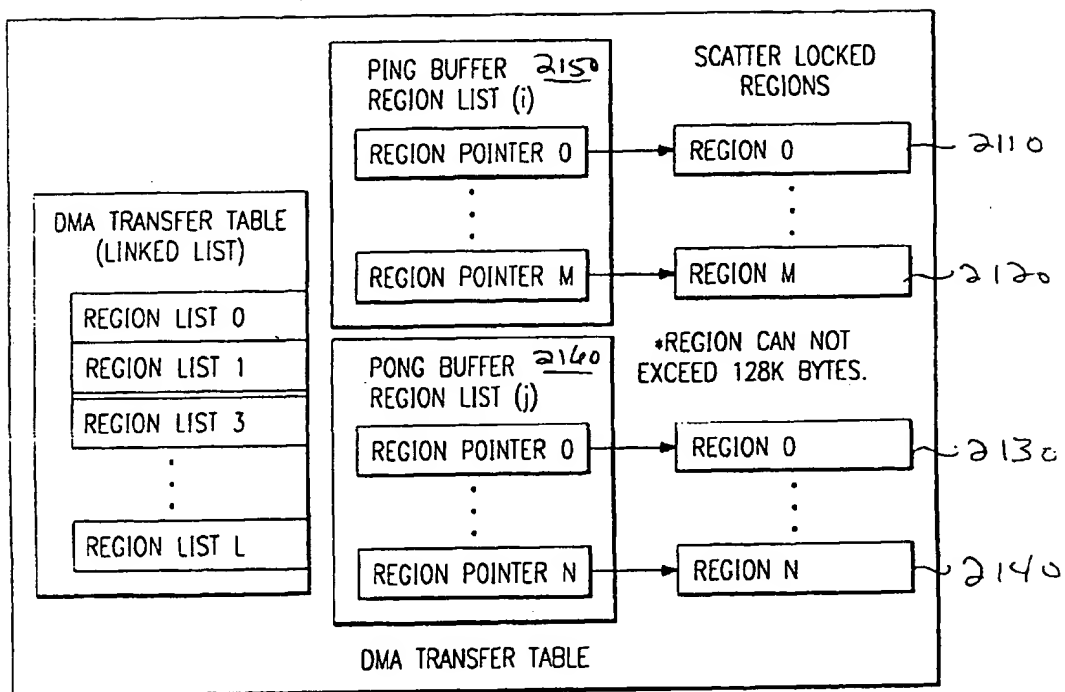 DMA TRANSFER TABLE
(LINKED LIST)
REGION LIST 0
REGION LIST 1
REGION LIST 3
REGION LIST L
PING BUFFER 2150
REGION LIST (i)
REGION POINTER 0
REGION POINTER M
PONG BUFFER 2160
REGION LIST (j)
REGION POINTER 0
REGION POINTER N
SCATTER LOCKED
REGIONS
REGION 0 2110
REGION M 2120
*REGION CAN NOT
EXCEED 128K BYTES.
REGION 0 2130
REGION N 2140
DMA TRANSFER TABLE